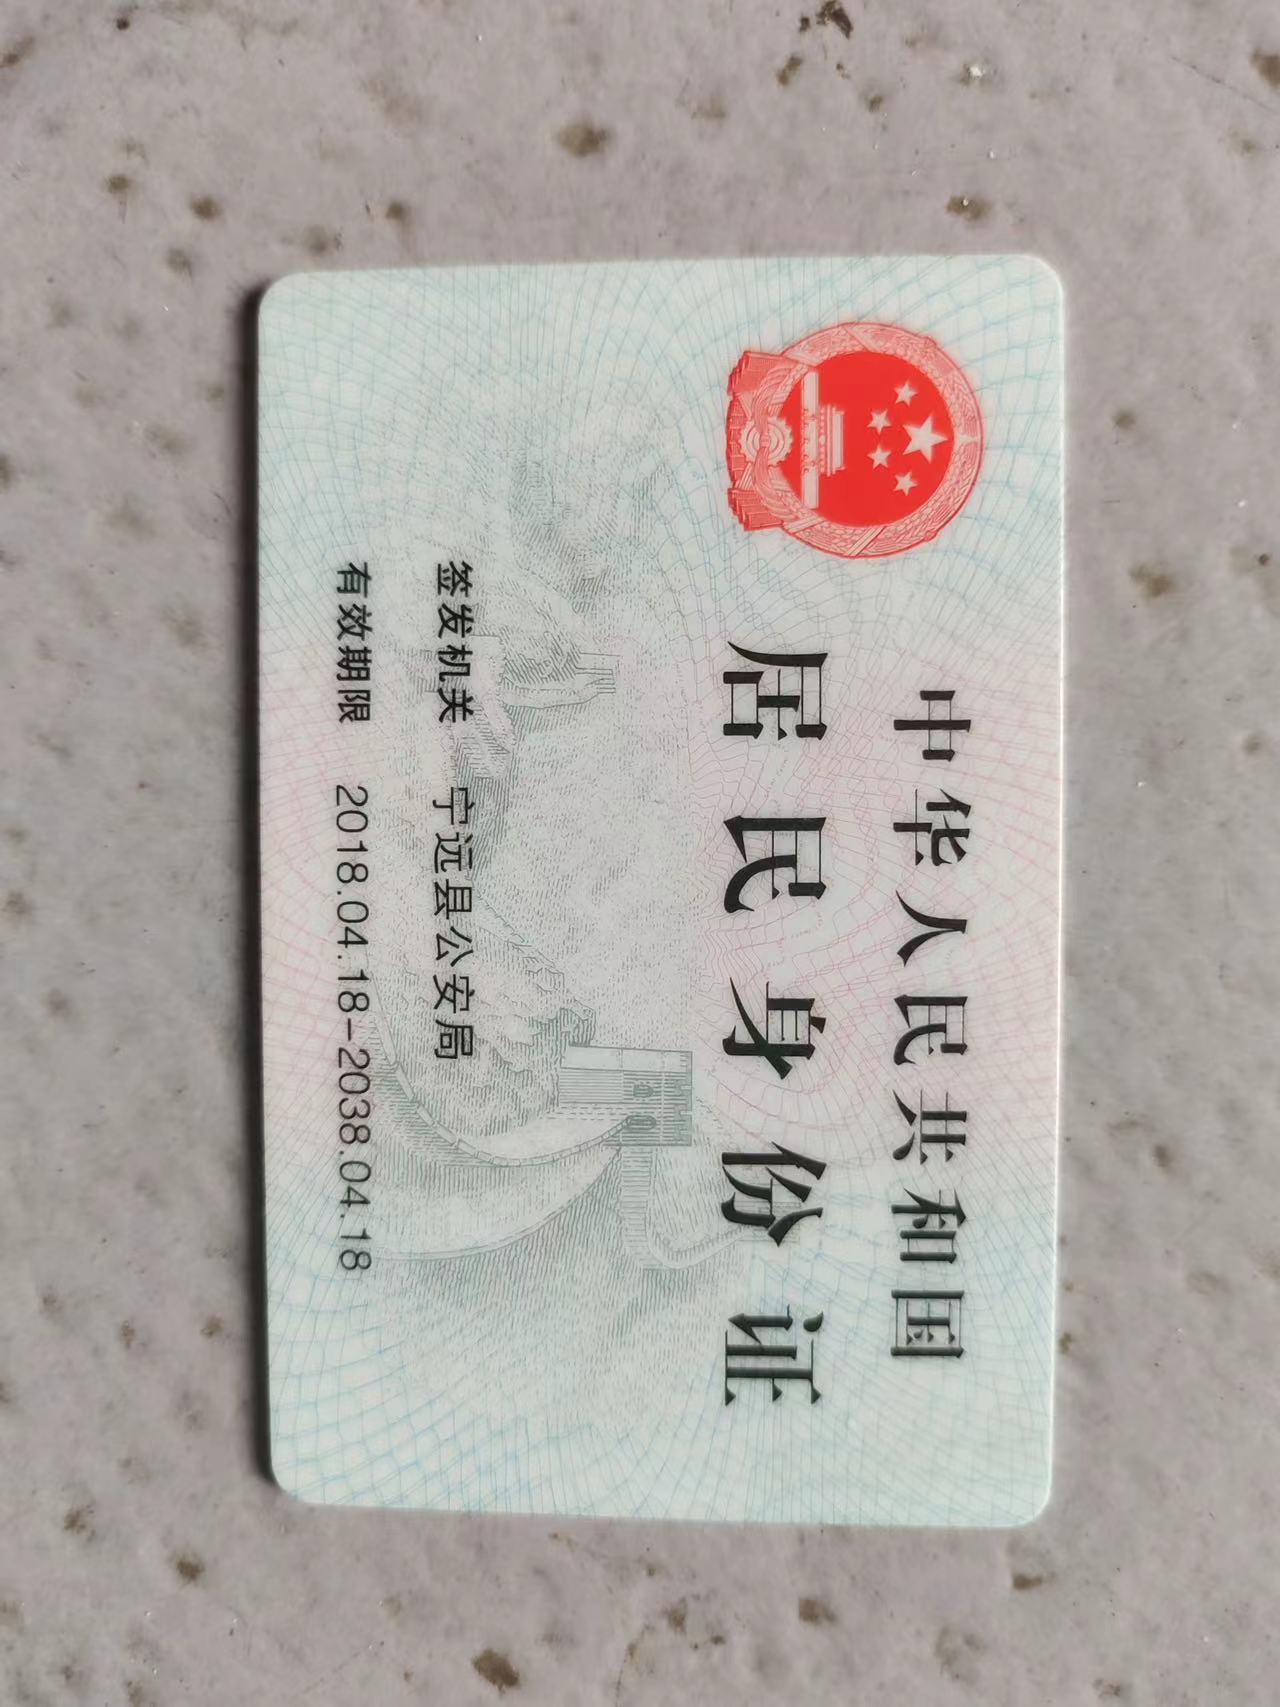 中华人民共和国
居民身份证
签发机关 宁远县公安局
有效期限 2018.04.18-2038.04.18